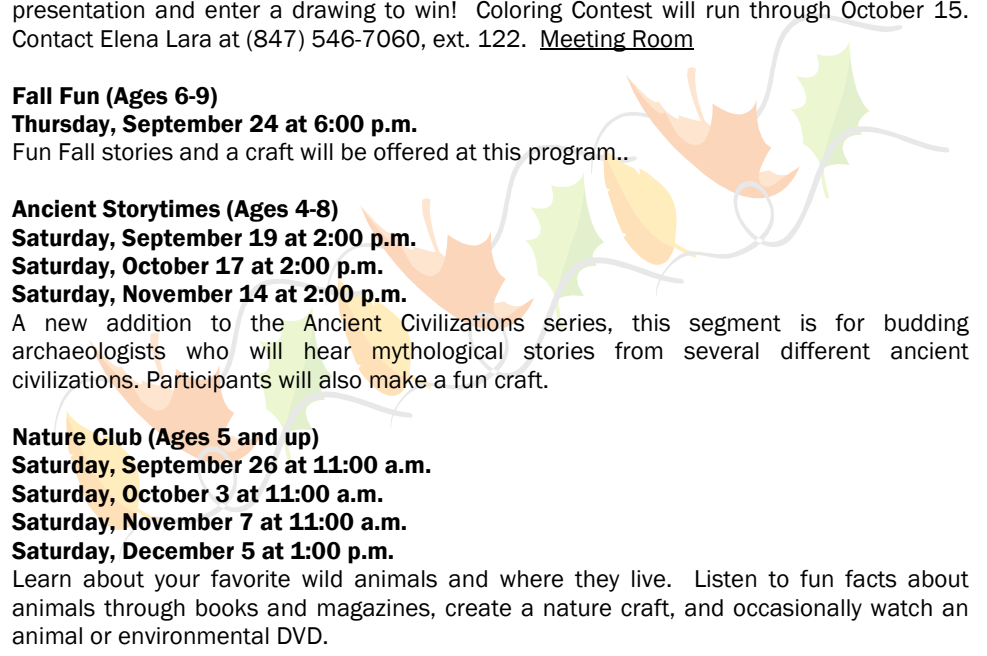 presentation and enter a drawing to win! Coloring Contest will run through October 15.
Contact Elena Lara at (847) 546-7060, ext. 122. Meeting Room
Fall Fun (Ages 6-9)
Thursday, September 24 at 6:00 p.m.
Fun Fall stories and a craft will be offered at this program..
Ancient Storytimes (Ages 4-8)
Saturday, September 19 at 2:00 p.m.
Saturday, October 17 at 2:00 p.m.
Saturday, November 14 at 2:00 p.m.
A new addition to the Ancient Civilizations series, this segment is for budding
archaeologists who will hear mythological stories from several different ancient
civilizations. Participants will also make a fun craft.
Nature Club (Ages 5 and up)
Saturday, September 26 at 11:00 a.m.
Saturday, October 3 at 11:00 a.m.
Saturday, November 7 at 11:00 a.m.
Saturday, December 5 at 1:00 p.m.
Learn about your favorite wild animals and where they live. Listen to fun facts about
animals through books and magazines, create a nature craft, and occasionally watch an
animal or environmental DVD.